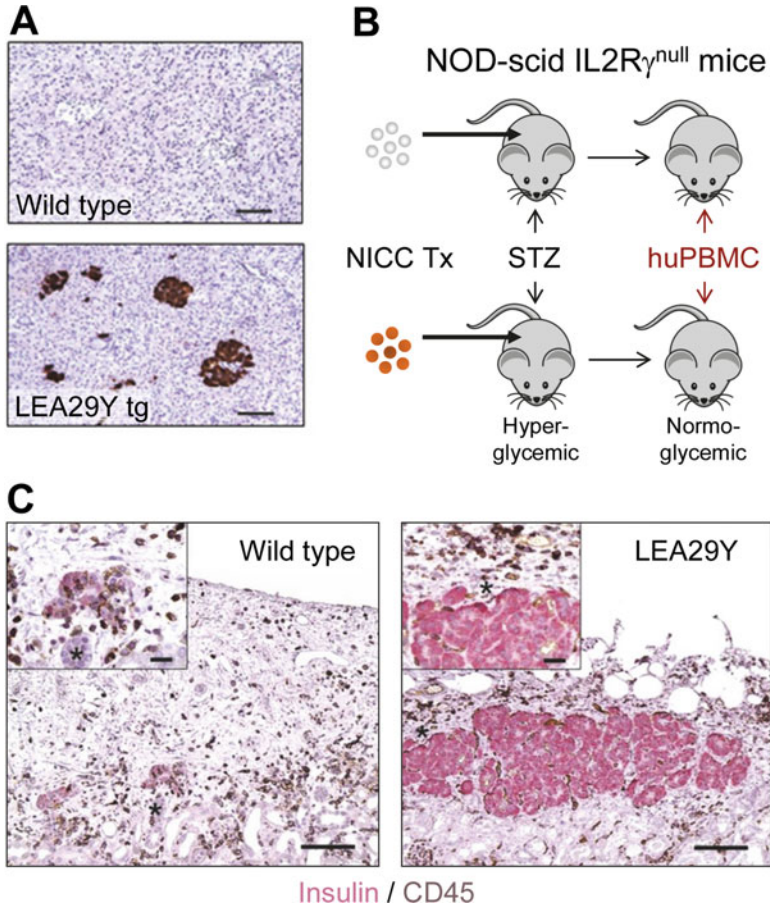 A
Wild type
LEA29Y tg
B
NOD-scid IL2Rγnull mice
NICC Tx
STZ
huPBMC
Hyper-
glycemic
Normo-
glycemic
C
Wild type
*
*
LEA29Y
*
*
Insulin / CD45